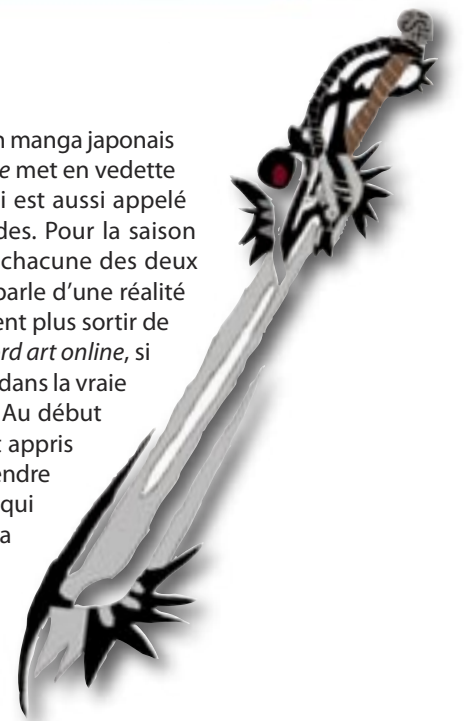 manga japonais
e met en vedette
i est aussi appelé
des. Pour la saison
chacune des deux
parle d’une réalité
ent plus sortir de
rd art online, si
dans la vraie
Au début
t appris
endre
qui
a